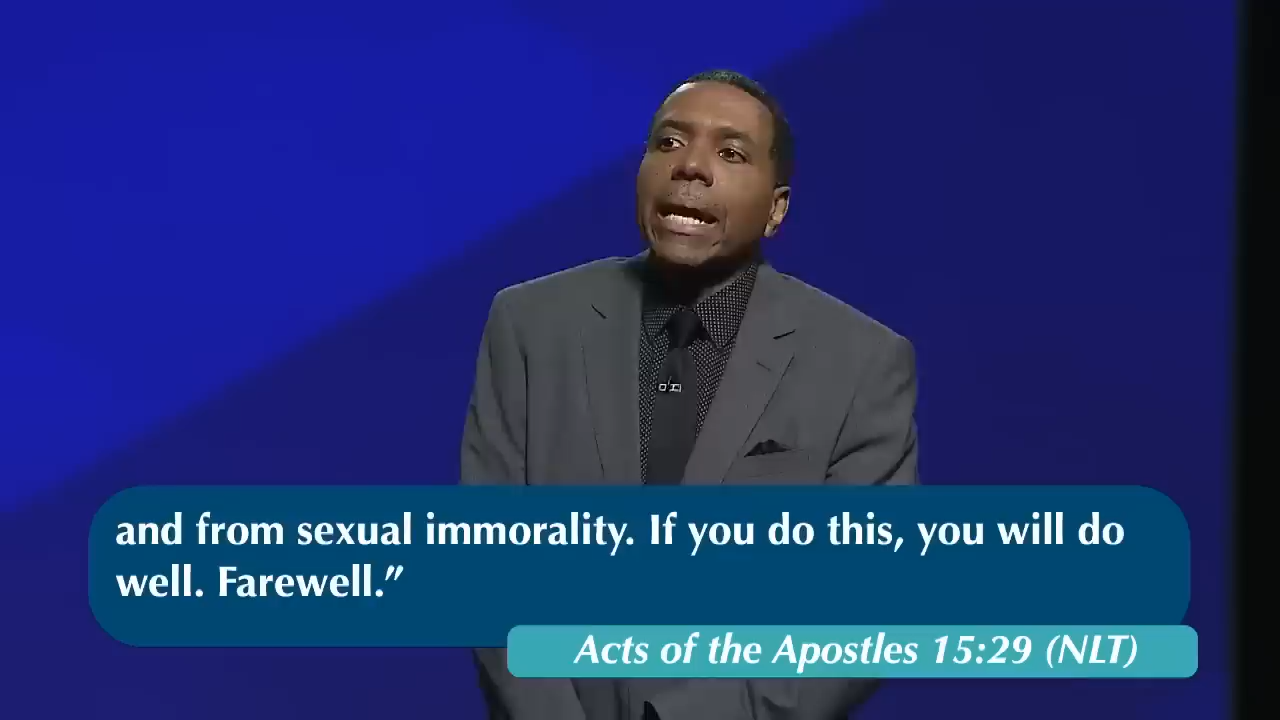 and from sexual immorality. If you do this, you will do
well. Farewell.”
Acts of the Apostles 15:29 (NLT)